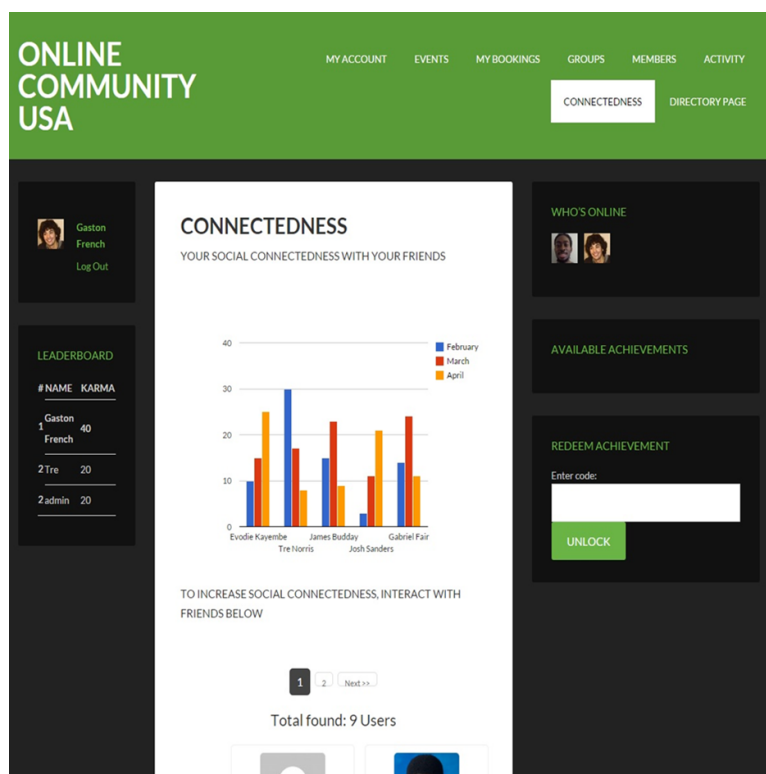 ONLINE
COMMUNITY
USA
MY ACCOUNT EVENTS MY BOOKINGS GROUPS MEMBERS ACTIVITY
CONNECTEDNESS DIRECTORY PAGE
Gaston
French
Log Out
LEADERBOARD
# NAME KARMA
1 Gaston French 40
2 Tre 20
2 admin 20
CONNECTEDNESS
YOUR SOCIAL CONNECTEDNESS WITH YOUR FRIENDS
40
30
20
10
0
February
March
April
Evodie Kayembe James Budday Gabriel Fair
Tre Norris Josh Sanders
TO INCREASE SOCIAL CONNECTEDNESS, INTERACT WITH
FRIENDS BELOW
1 2 Next >>
Total found: 9 Users
WHO'S ONLINE
AVAILABLE ACHIEVEMENTS
REDEEM ACHIEVEMENT
Enter code:
UNLOCK